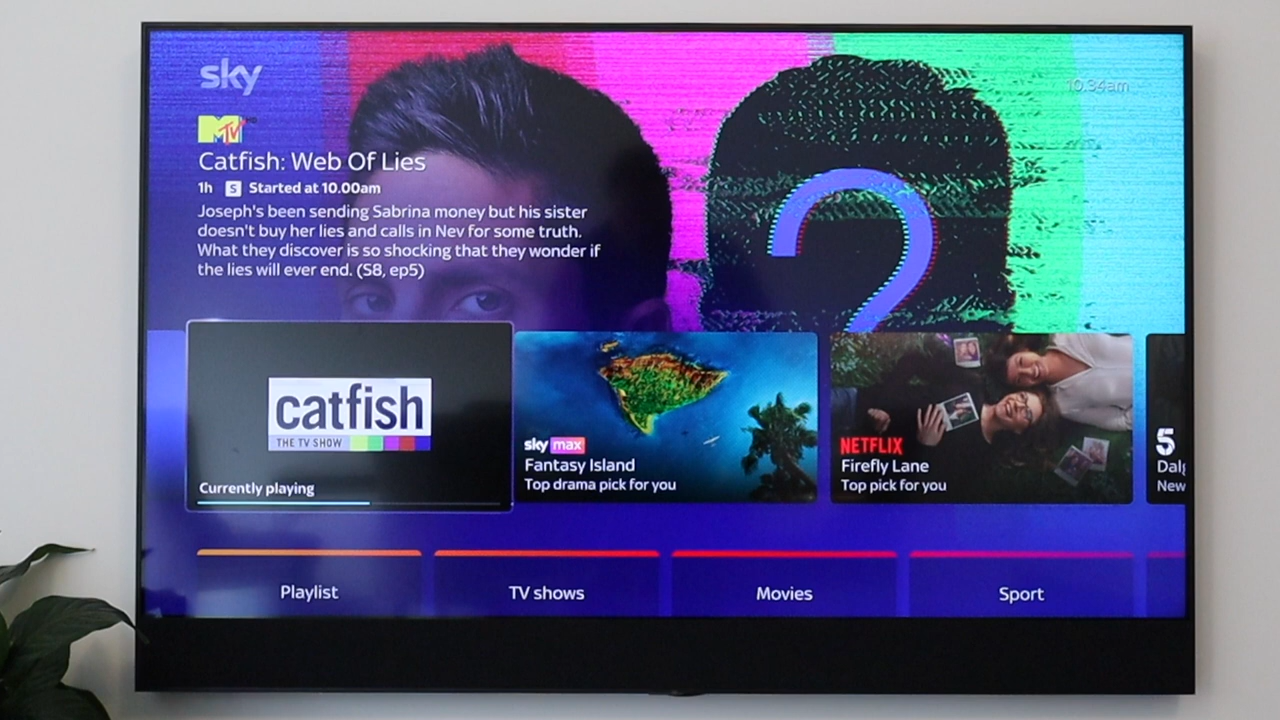 sky
10.34am
MTV HD
Catfish: Web Of Lies
1h S Started at 10.00am
Joseph's been sending Sabrina money but his sister
doesn't buy her lies and calls in Nev for some truth.
What they discover is so shocking that they wonder if
the lies will ever end. (S8, ep5)
catfish
THE TV SHOW
Currently playing
sky max
Fantasy Island
Top drama pick for you
NETFLIX
Firefly Lane
Top pick for you
5
New
Playlist
TV shows
Movies
Sport